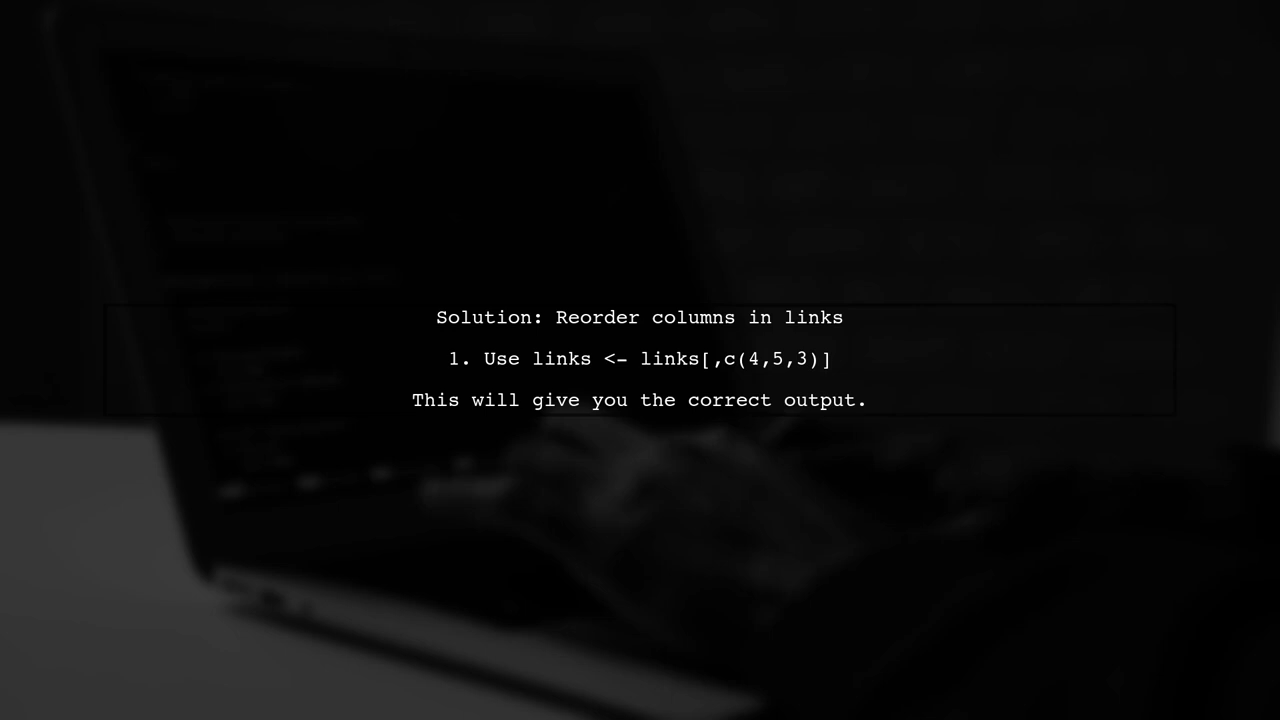 Solution: Reorder columns in links
1. Use links <- links[,c(4,5,3)]
This will give you the correct output.